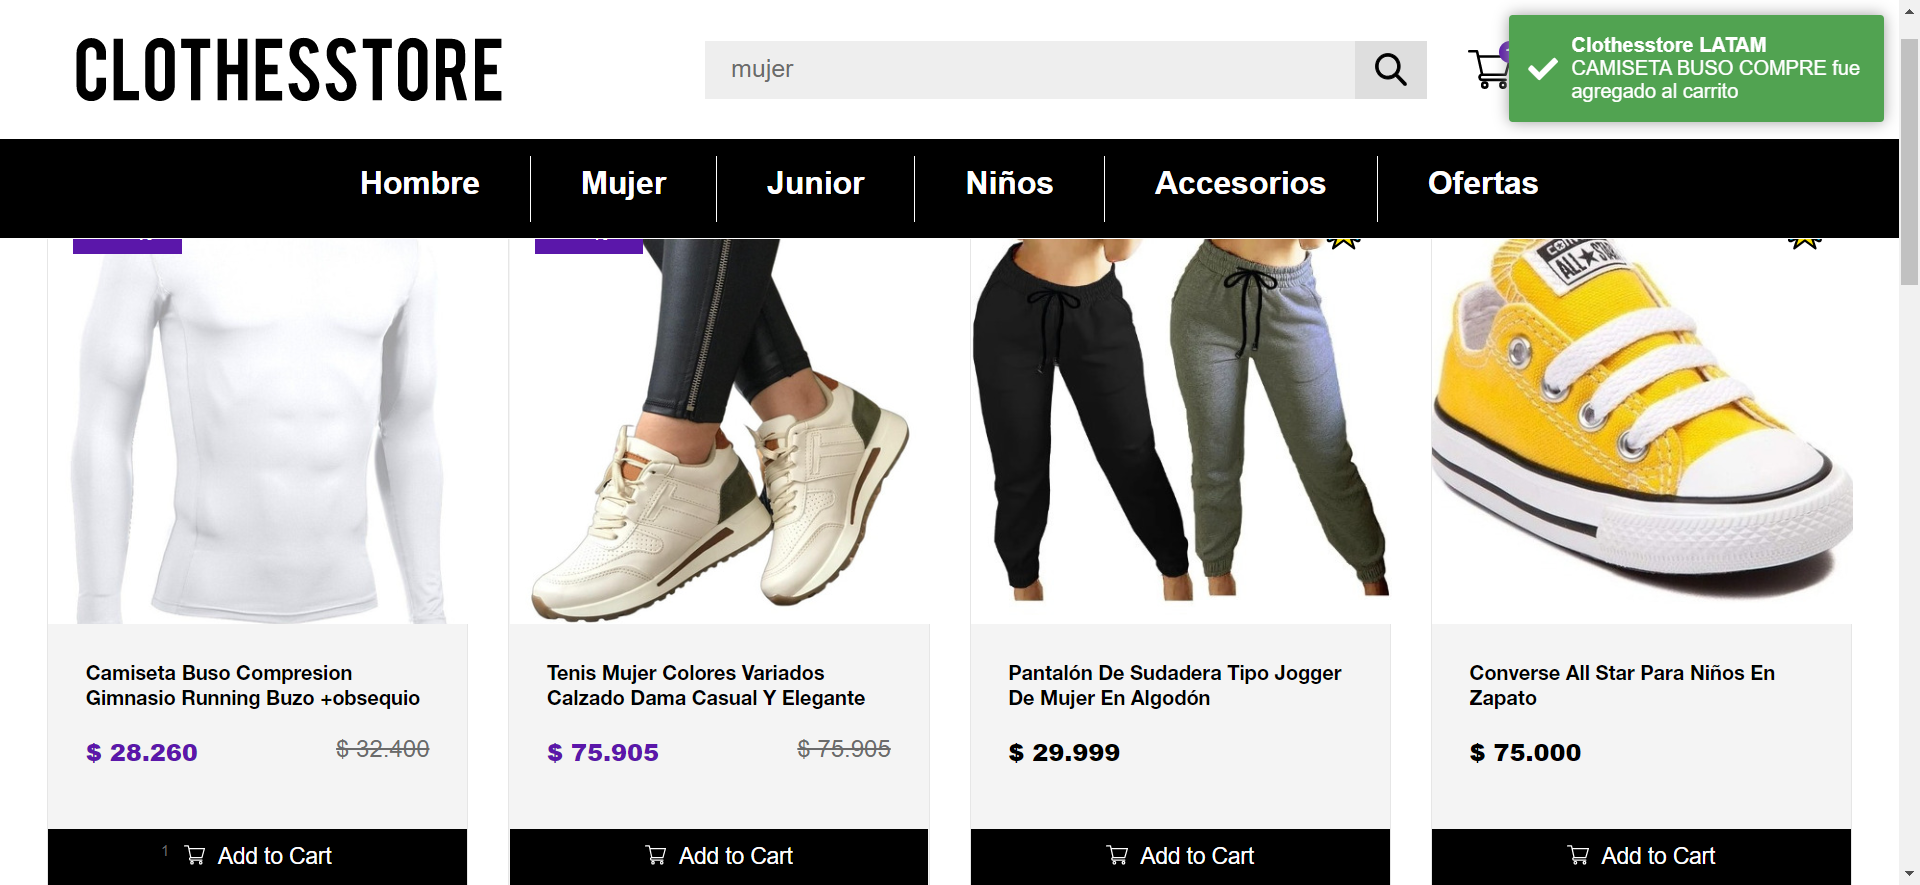 CLOTHESSTORE
mujer
Clothesstore LATAM
CAMISETA BUSO COMPRE fue
agregado al carrito
Hombre
Mujer
Junior
Niños
Accesorios
Ofertas
ALL STAR
Camiseta Buso Compresion
Gimnasio Running Buzo +obsequio
$ 28.260
$ 32.400
1
Add to Cart
Tenis Mujer Colores Variados
Calzado Dama Casual Y Elegante
$ 75.905
$ 75.905
Add to Cart
Pantalón De Sudadera Tipo Jogger
De Mujer En Algodón
$ 29.999
Add to Cart
Converse All Star Para Niños En
Zapato
$ 75.000
Add to Cart